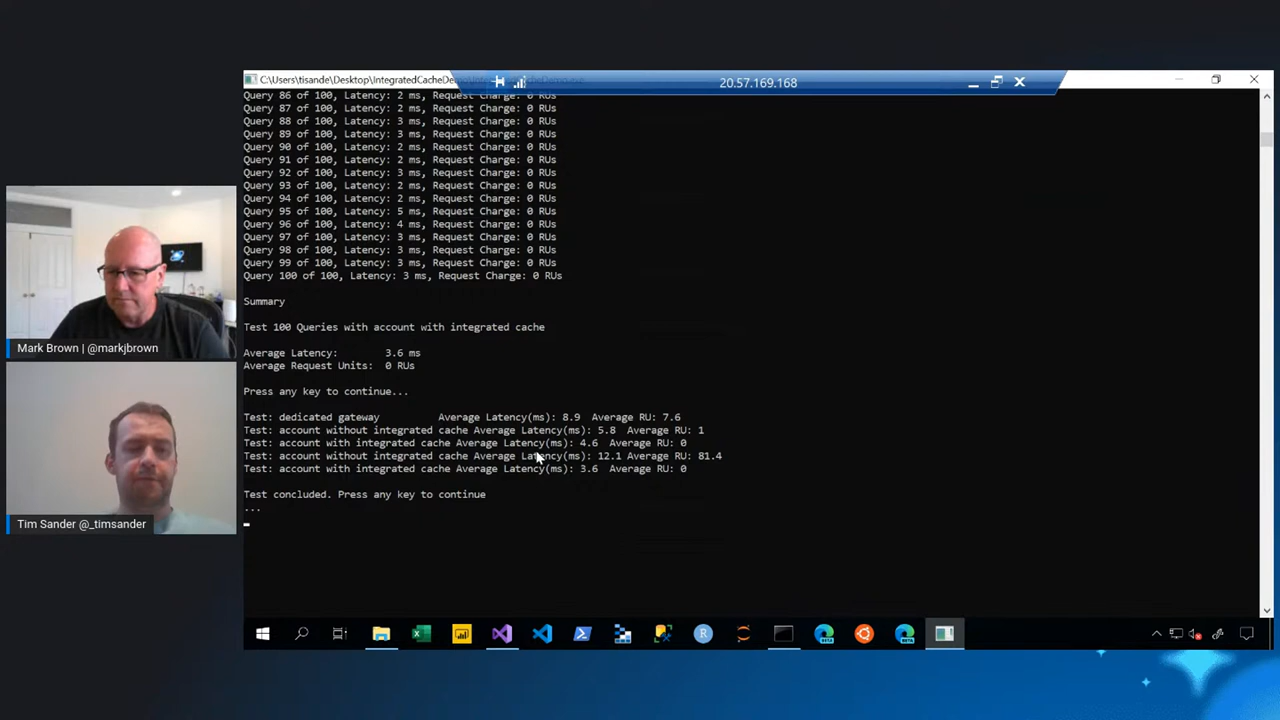 C:\Users\tisande\Desktop\IntegratedCacheDemo
20.57.169.168
Query 86 of 100, Latency: 2 ms, Request Charge: 0 RUs
Query 87 of 100, Latency: 2 ms, Request Charge: 0 RUs
Query 88 of 100, Latency: 3 ms, Request Charge: 0 RUs
Query 89 of 100, Latency: 3 ms, Request Charge: 0 RUs
Query 90 of 100, Latency: 2 ms, Request Charge: 0 RUs
Query 91 of 100, Latency: 2 ms, Request Charge: 0 RUs
Query 92 of 100, Latency: 3 ms, Request Charge: 0 RUs
Query 93 of 100, Latency: 2 ms, Request Charge: 0 RUs
Query 94 of 100, Latency: 2 ms, Request Charge: 0 RUs
Query 95 of 100, Latency: 5 ms, Request Charge: 0 RUs
Query 96 of 100, Latency: 4 ms, Request Charge: 0 RUs
Query 97 of 100, Latency: 3 ms, Request Charge: 0 RUs
Query 98 of 100, Latency: 3 ms, Request Charge: 0 RUs
Query 99 of 100, Latency: 3 ms, Request Charge: 0 RUs
Query 100 of 100, Latency: 3 ms, Request Charge: 0 RUs
Summary
Test 100 Queries with account with integrated cache
Average Latency: 3.6 ms
Average Request Units: 0 RUs
Press any key to continue...
Test: dedicated gateway Average Latency(ms): 8.9 Average RU: 7.6
Test: account without integrated cache Average Latency(ms): 5.8 Average RU: 1
Test: account with integrated cache Average Latency(ms): 4.6 Average RU: 0
Test: account without integrated cache Average Latency(ms): 12.1 Average RU: 81.4
Test: account with integrated cache Average Latency(ms): 3.6 Average RU: 0
Test concluded. Press any key to continue
...
Mark Brown | @markjbrown
Tim Sander @_timsander